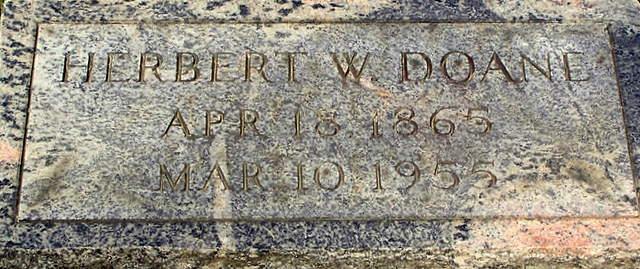 HERBERT W. DOANE
APR 18 1865
MAR 10 1955